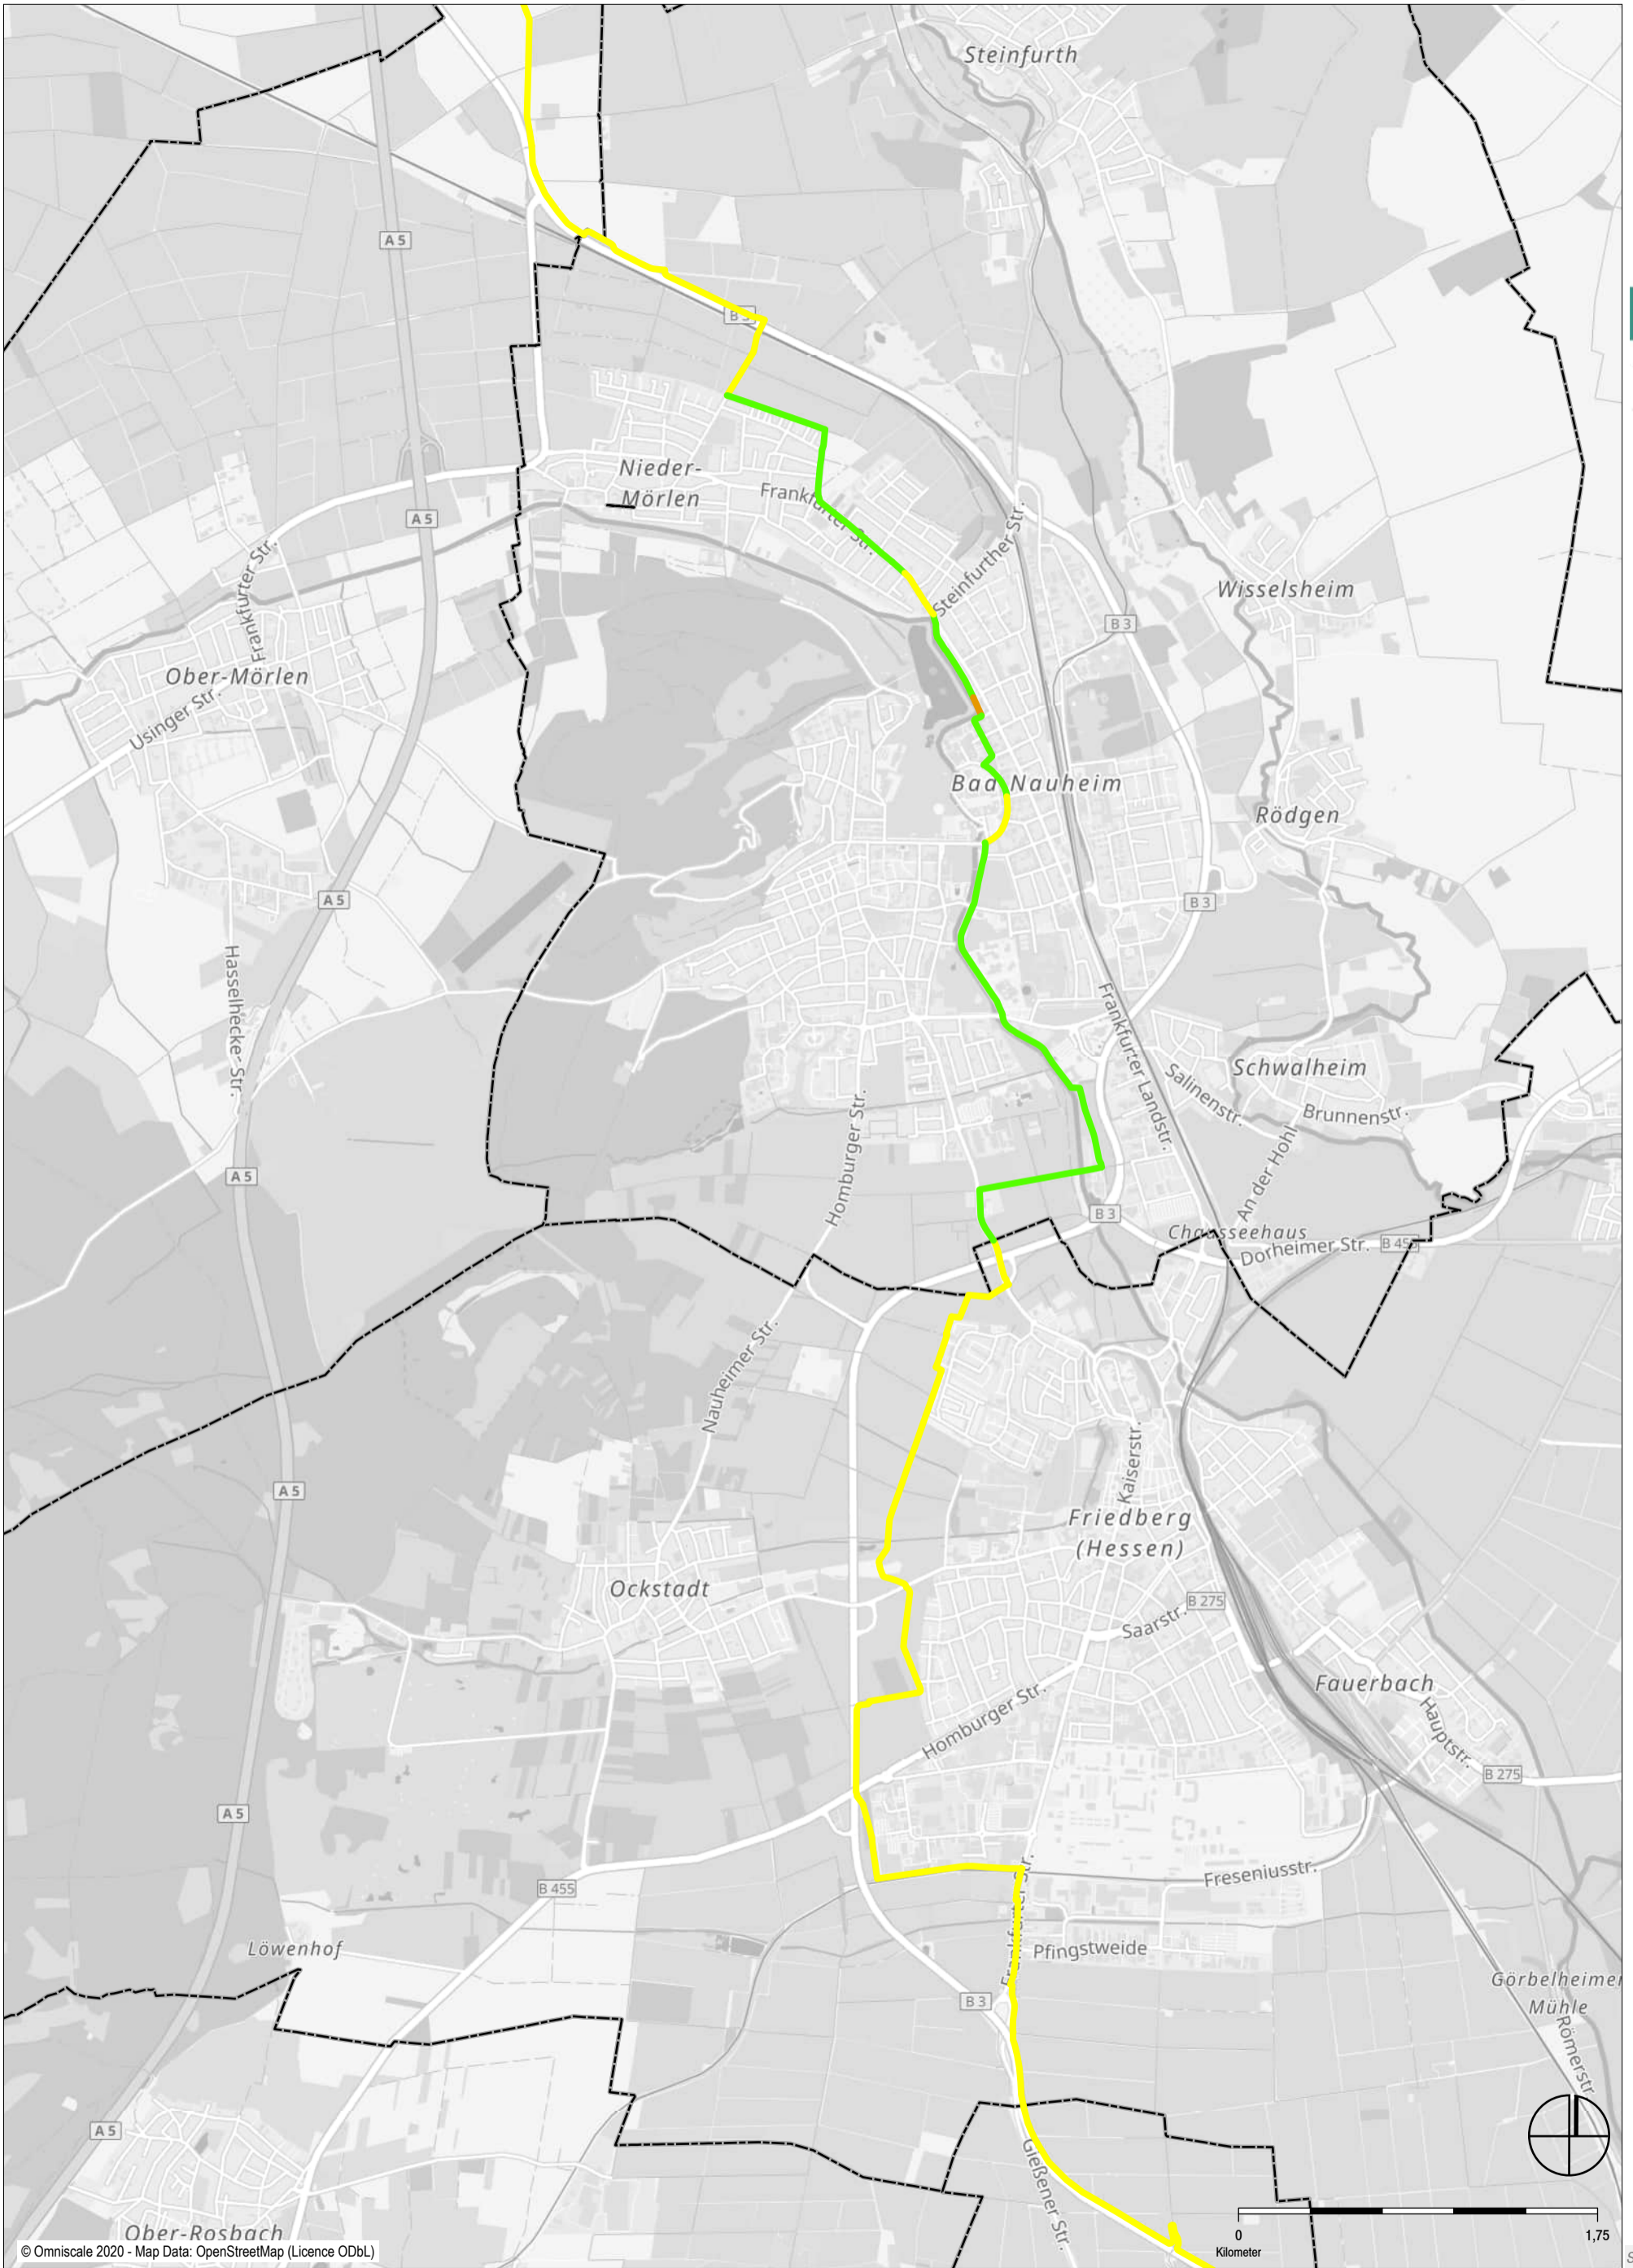 Steinfurth
A 5
B 3
Nieder-
Mörlen
Frankfurter Str.
A 5
Steinfurther Str.
Frankfurter Str.
Wisselsheim
B 3
Ober-Mörlen
Usinger Str.
Bad Nauheim
Rödgen
A 5
B 3
Hasselhecke-Str.
Frankfurter Landstr.
Schwalheim
Salinenstr.
Brunnenstr.
Homburger Str.
An der Hohl
A 5
B 3
Chausseehaus
Dorheimer Str.
B 455
Nauheimer Str.
Kaiserstr.
A 5
Friedberg
(Hessen)
Ockstadt
B 275
Saarstr.
Fauerbach
Homburger Str.
Hauptstr.
B 275
A 5
Freseniusstr.
B 455
Frankfurter Str.
Löwenhof
Pfingstweide
Görbelheimer
Mühle
B 3
Römerstr
A 5
Gießener Str.
Ober-Rosbach
0
1,75
Kilometer
© Omniscale 2020 - Map Data: OpenStreetMap (Licence ODbL)